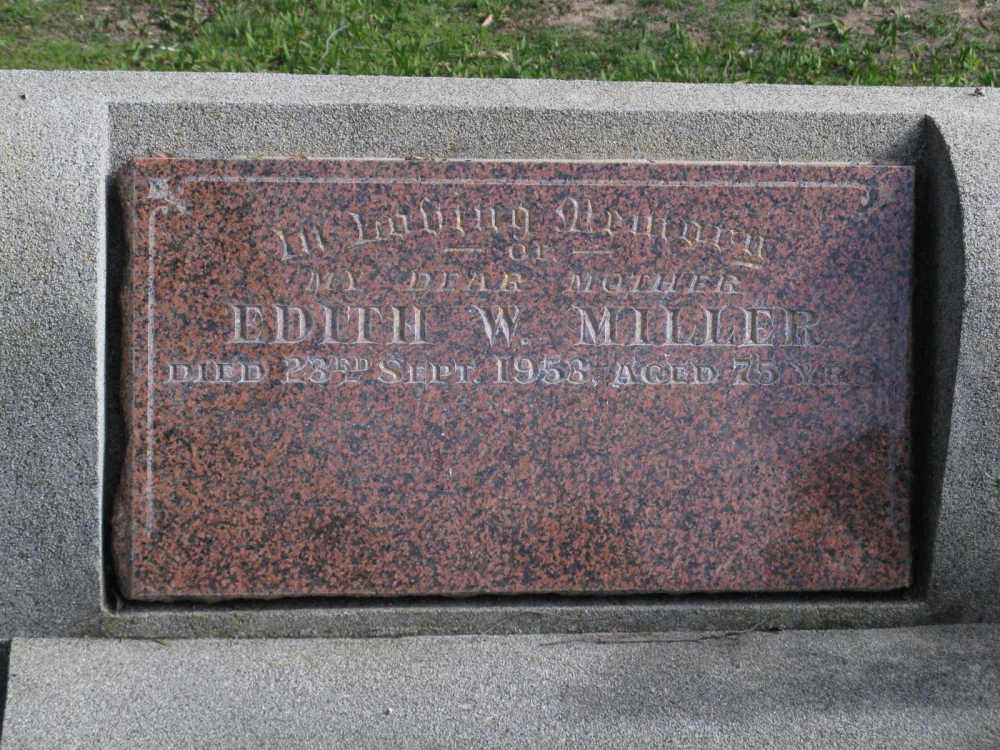 In Loving Memory
— OF —
MY DEAR MOTHER
EDITH W. MILLER
DIED 23RD SEPT. 1953, AGED 75 YRS